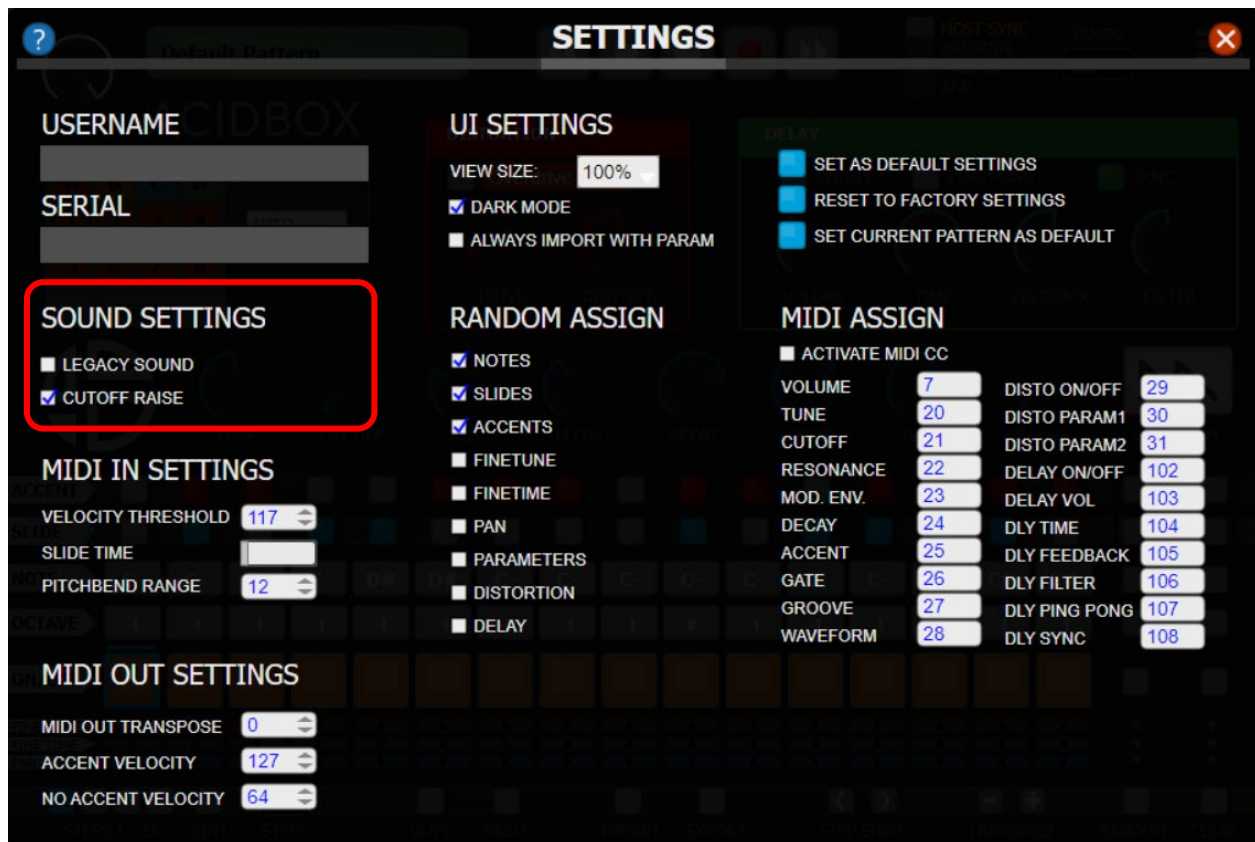 ?
SETTINGS
Default Pattern
HOST SYNC
ACIDBOX
DELAY
USERNAME
SERIAL
SOUND SETTINGS
LEGACY SOUND
CUTOFF RAISE
MIDI IN SETTINGS
VELOCITY THRESHOLD 117
SLIDE TIME
PITCHBEND RANGE 12
MIDI OUT SETTINGS
MIDI OUT TRANSPOSE 0
ACCENT VELOCITY 127
NO ACCENT VELOCITY 64
UI SETTINGS
VIEW SIZE: 100%
DARK MODE
ALWAYS IMPORT WITH PARAM
RANDOM ASSIGN
NOTES
SLIDES
ACCENTS
FINETUNE
FINETIME
PAN
PARAMETERS
DISTORTION
DELAY
SET AS DEFAULT SETTINGS
RESET TO FACTORY SETTINGS
SET CURRENT PATTERN AS DEFAULT
MIDI ASSIGN
ACTIVATE MIDI CC
VOLUME 7
TUNE 20
CUTOFF 21
RESONANCE 22
MOD. ENV. 23
DECAY 24
ACCENT 25
GATE 26
GROOVE 27
WAVEFORM 28
DISTO ON/OFF 29
DISTO PARAM1 30
DISTO PARAM2 31
DELAY ON/OFF 102
DELAY VOL 103
DLY TIME 104
DLY FEEDBACK 105
DLY FILTER 106
DLY PING PONG 107
DLY SYNC 108